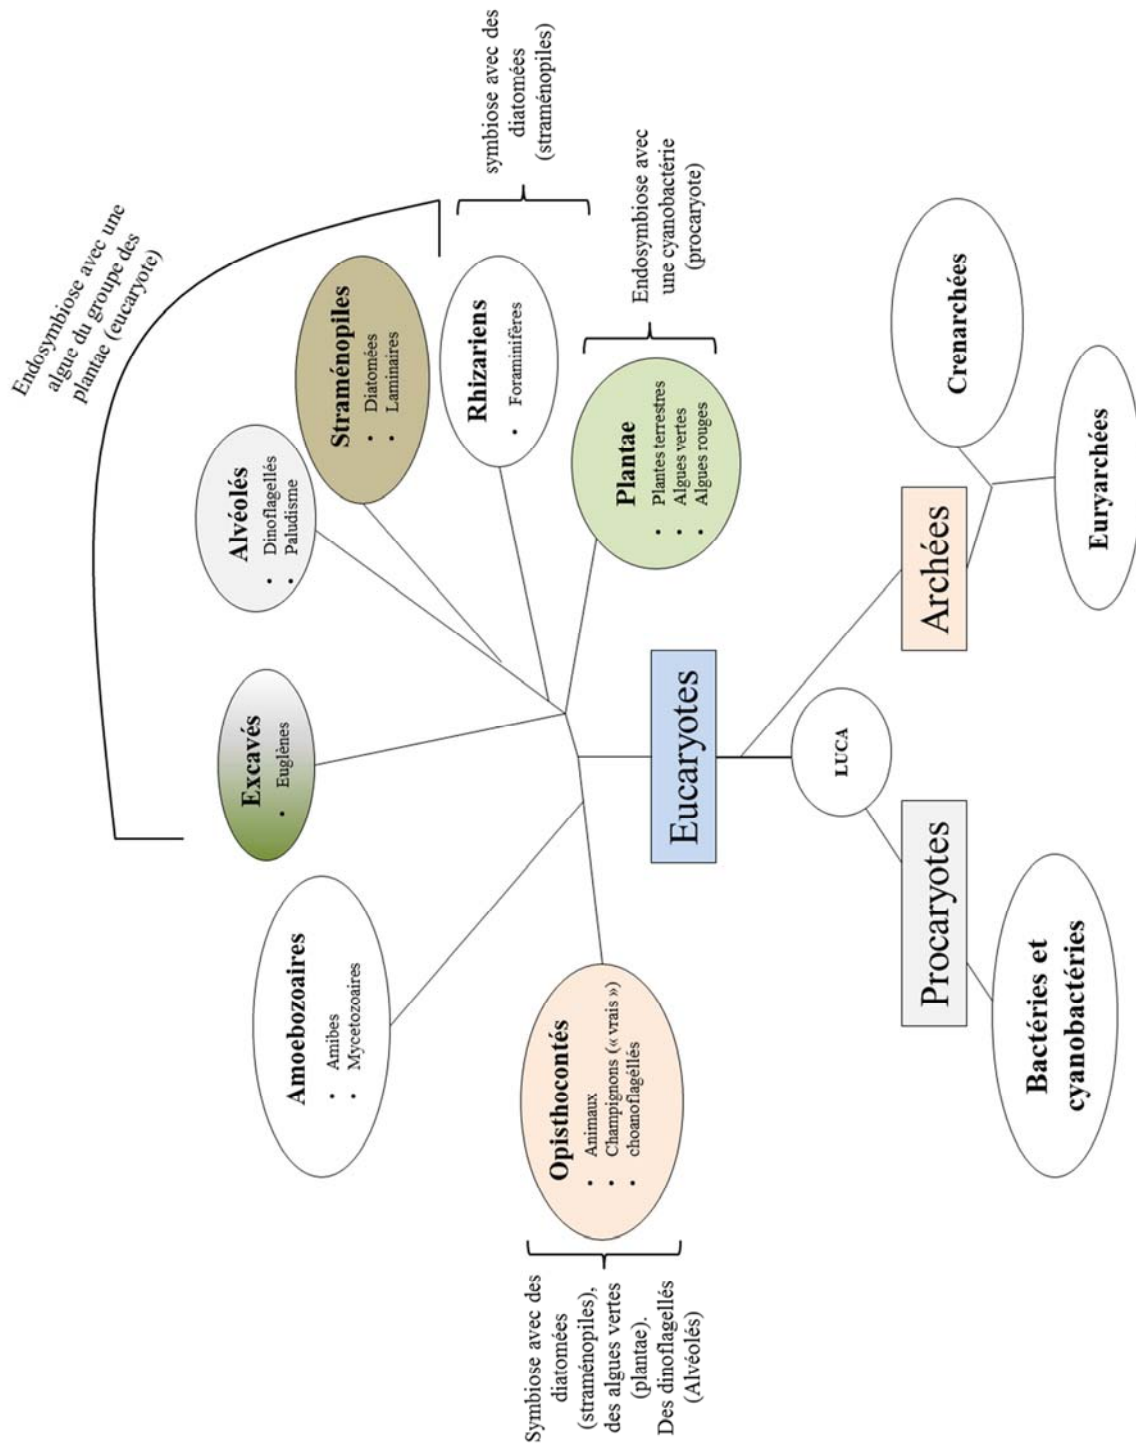 Endosymbiose avec une
algue du groupe des
plantae (eucaryote)
Amoebozoaires
• Amibes
• Mycetozoaires
Excavés
• Euglènes
Alvéolés
• Dinoflagellés
• Paludisme
Straménopiles
• Diatomées
• Laminaires
Rhizariens
• Foraminifères
symbiose avec des
diatomées
(straménopiles)
Symbiose avec des
diatomées
(straménopiles),
des algues vertes
(plantae).
Des dinoflagellés
(Alvéolés)
Opisthocontés
• Animaux
• Champignons (« vrais »)
• choanoflagéllés
Plantae
• Plantes terrestres
• Algues vertes
• Algues rouges
Endosymbiose avec
une cyanobactérie
(procaryote)
Eucaryotes
LUCA
Procaryotes
Archées
Bactéries et
cyanobactéries
Crenarchées
Euryarchées